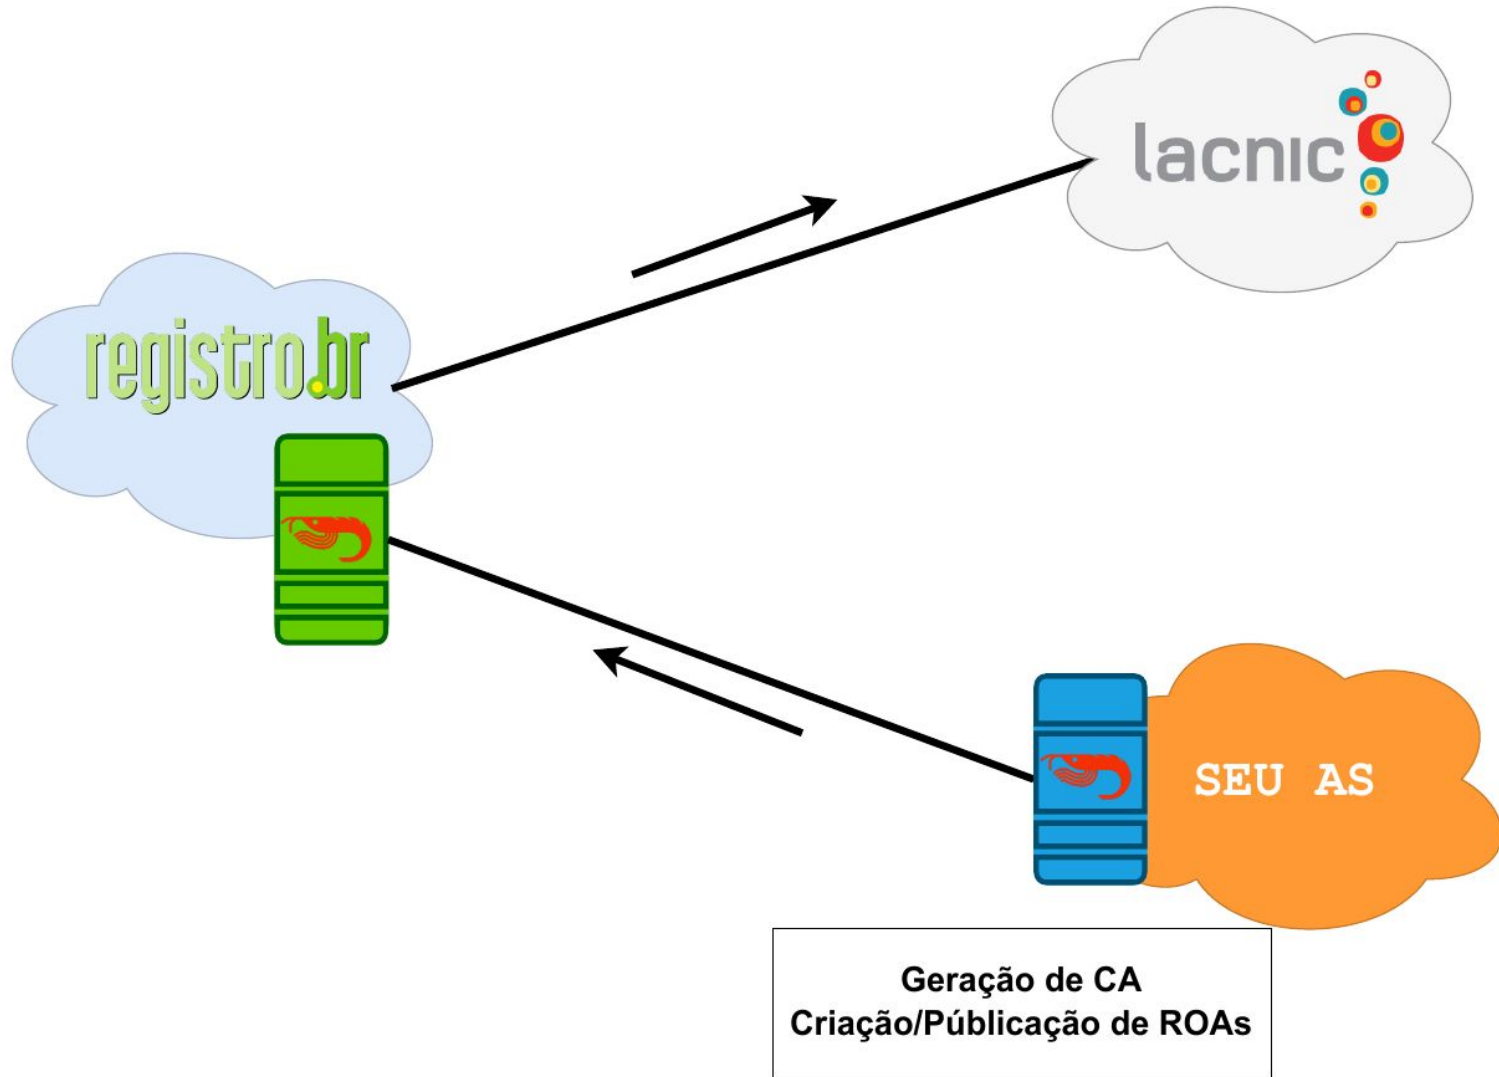 lacnic
registro.br
SEU AS
Geração de CA
Criação/Públicação de ROAs